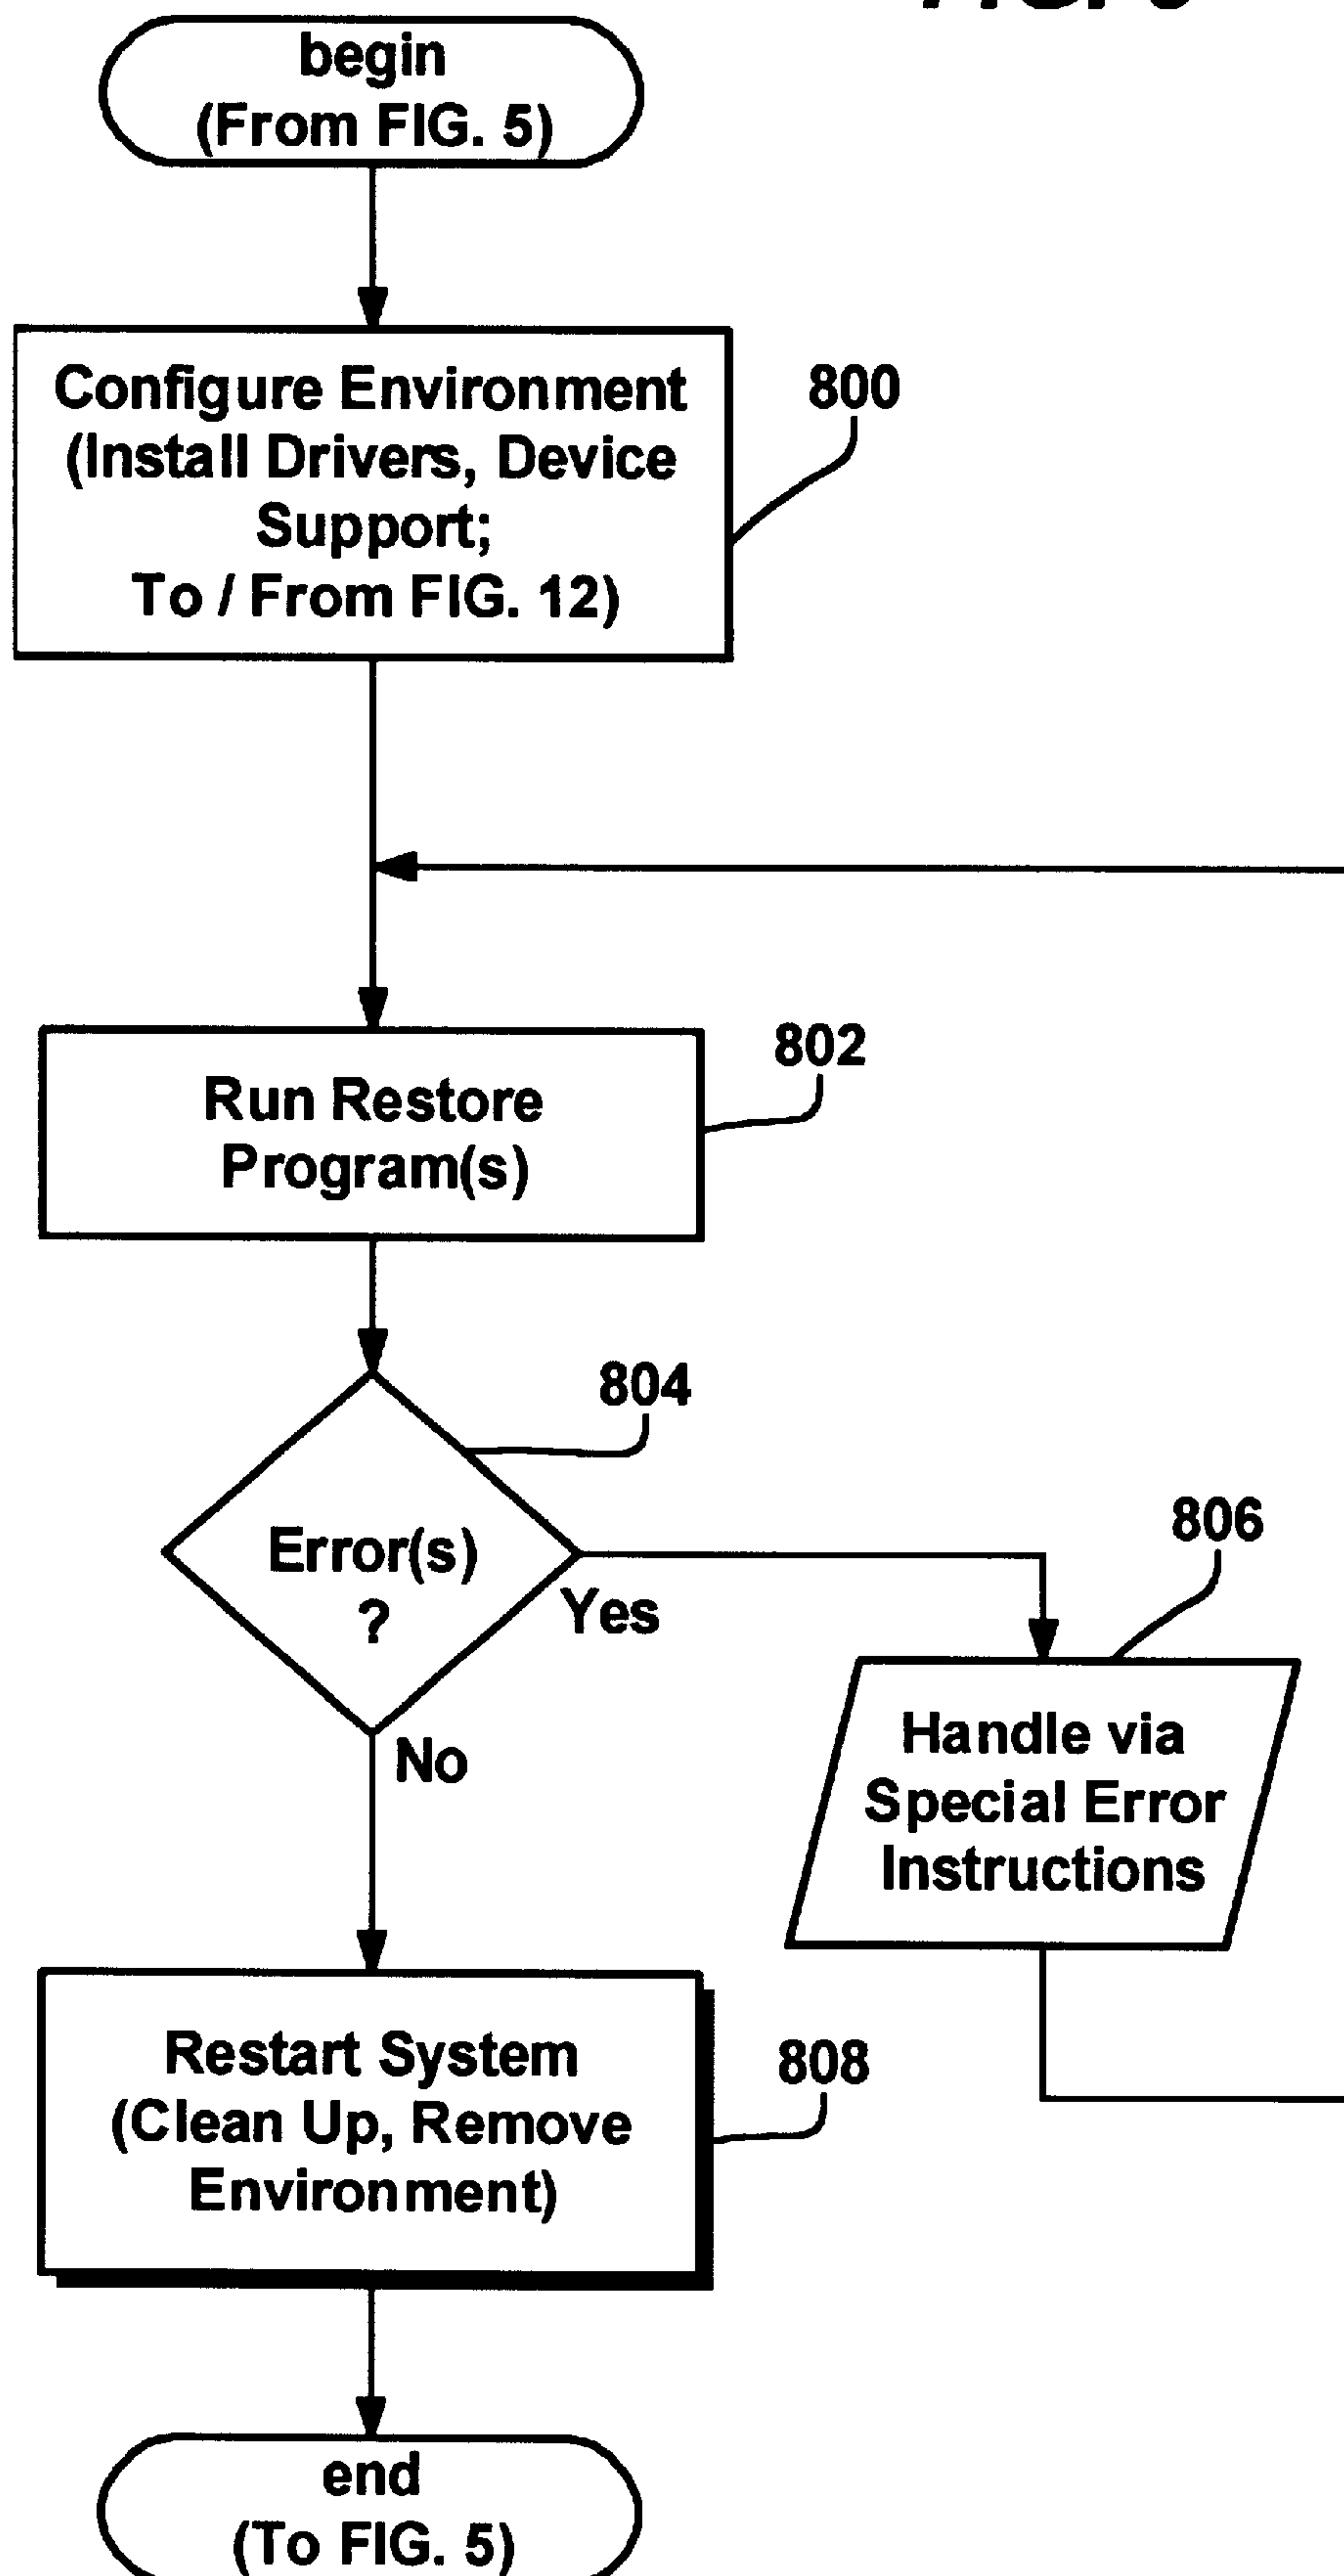 begin
(From FIG. 5)
Configure Environment
(Install Drivers, Device
Support;
To / From FIG. 12)
800
Run Restore
Program(s)
802
804
Error(s)
?
Yes
No
806
Handle via
Special Error
Instructions
Restart System
(Clean Up, Remove
Environment)
808
end
(To FIG. 5)